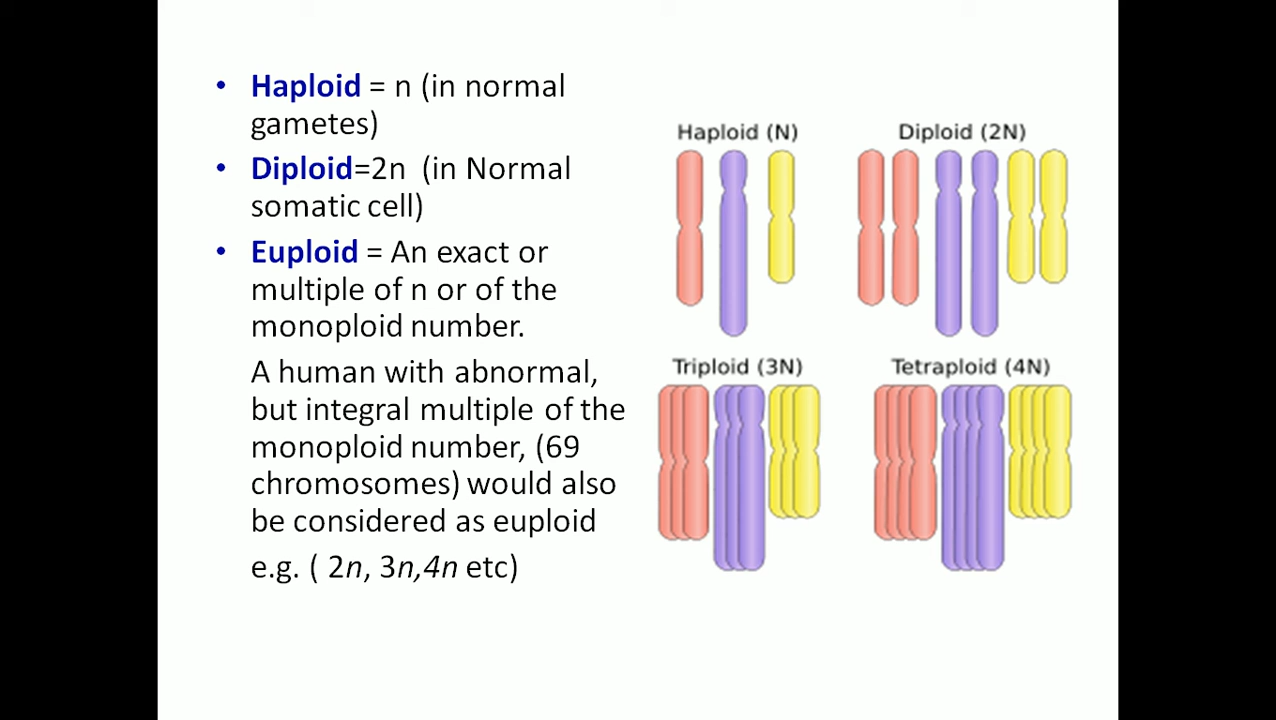 • Haploid = n (in normal
gametes)
• Diploid=2n (in Normal
somatic cell)
• Euploid = An exact or
multiple of n or of the
monoploid number.
A human with abnormal,
but integral multiple of the
monoploid number, (69
chromosomes) would also
be considered as euploid
e.g. ( 2n, 3n,4n etc)
Haploid (N)
Diploid (2N)
Triploid (3N)
Tetraploid (4N)